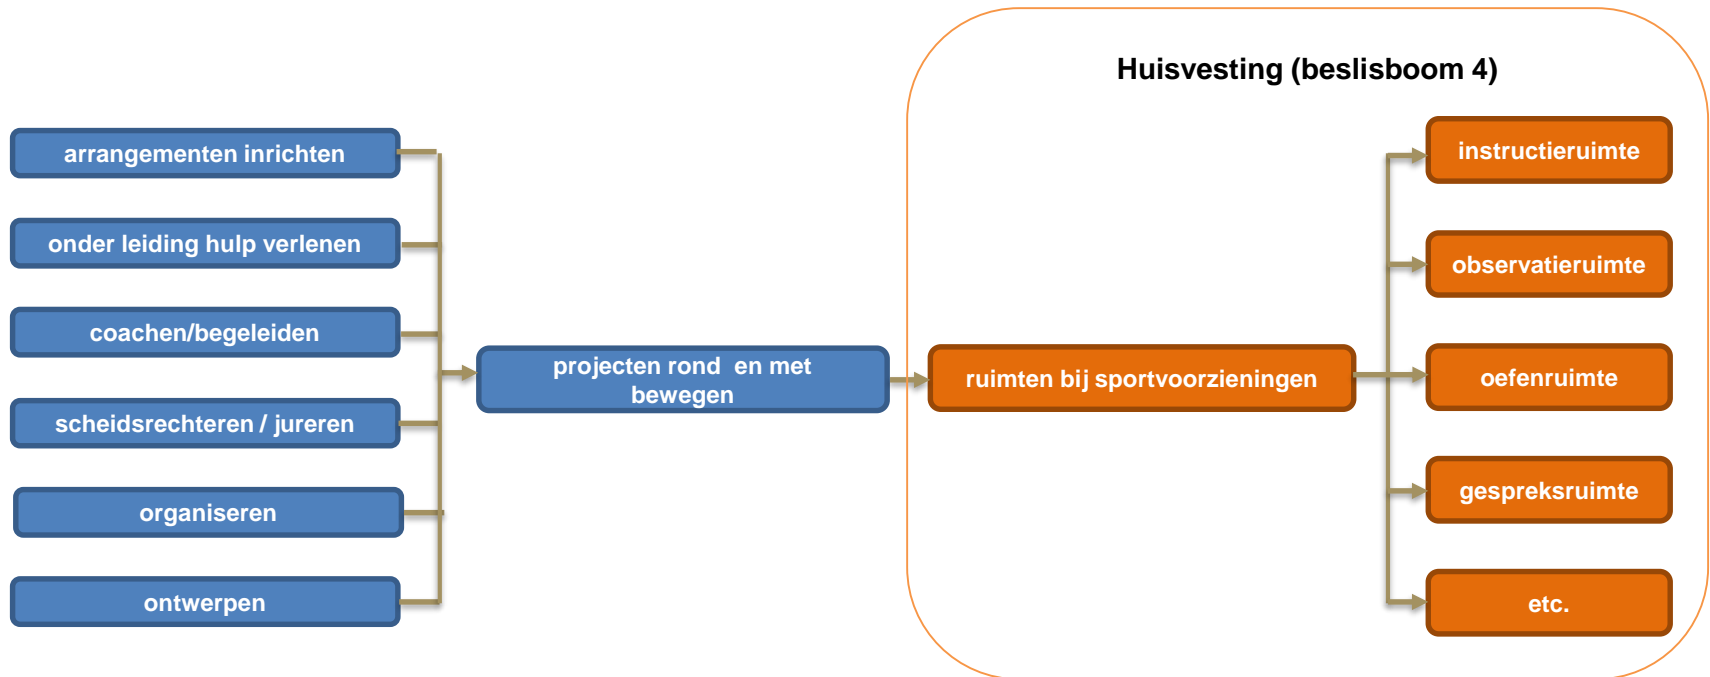 Huisvesting (beslisboom 4)
arrangementen inrichten
onder leiding hulp verlenen
coachen/begeleiden
scheidsrechteren / jureren
organiseren
ontwerpen
projecten rond  en met
bewegen
ruimten bij sportvoorzieningen
instructieruimte
observatieruimte
oefenruimte
gespreksruimte
etc.